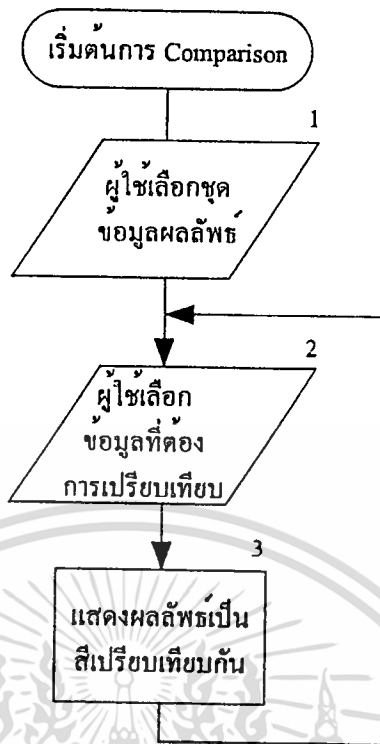 เริ่มต้นการ Comparison
1
ผู้ใช้เลือกชุด
ข้อมูลผลลัพธ์
2
ผู้ใช้เลือก
ข้อมูลที่ต้อง
การเปรียบเทียบ
3
แสดงผลลัพธ์เป็น
สีเปรียบเทียบกัน